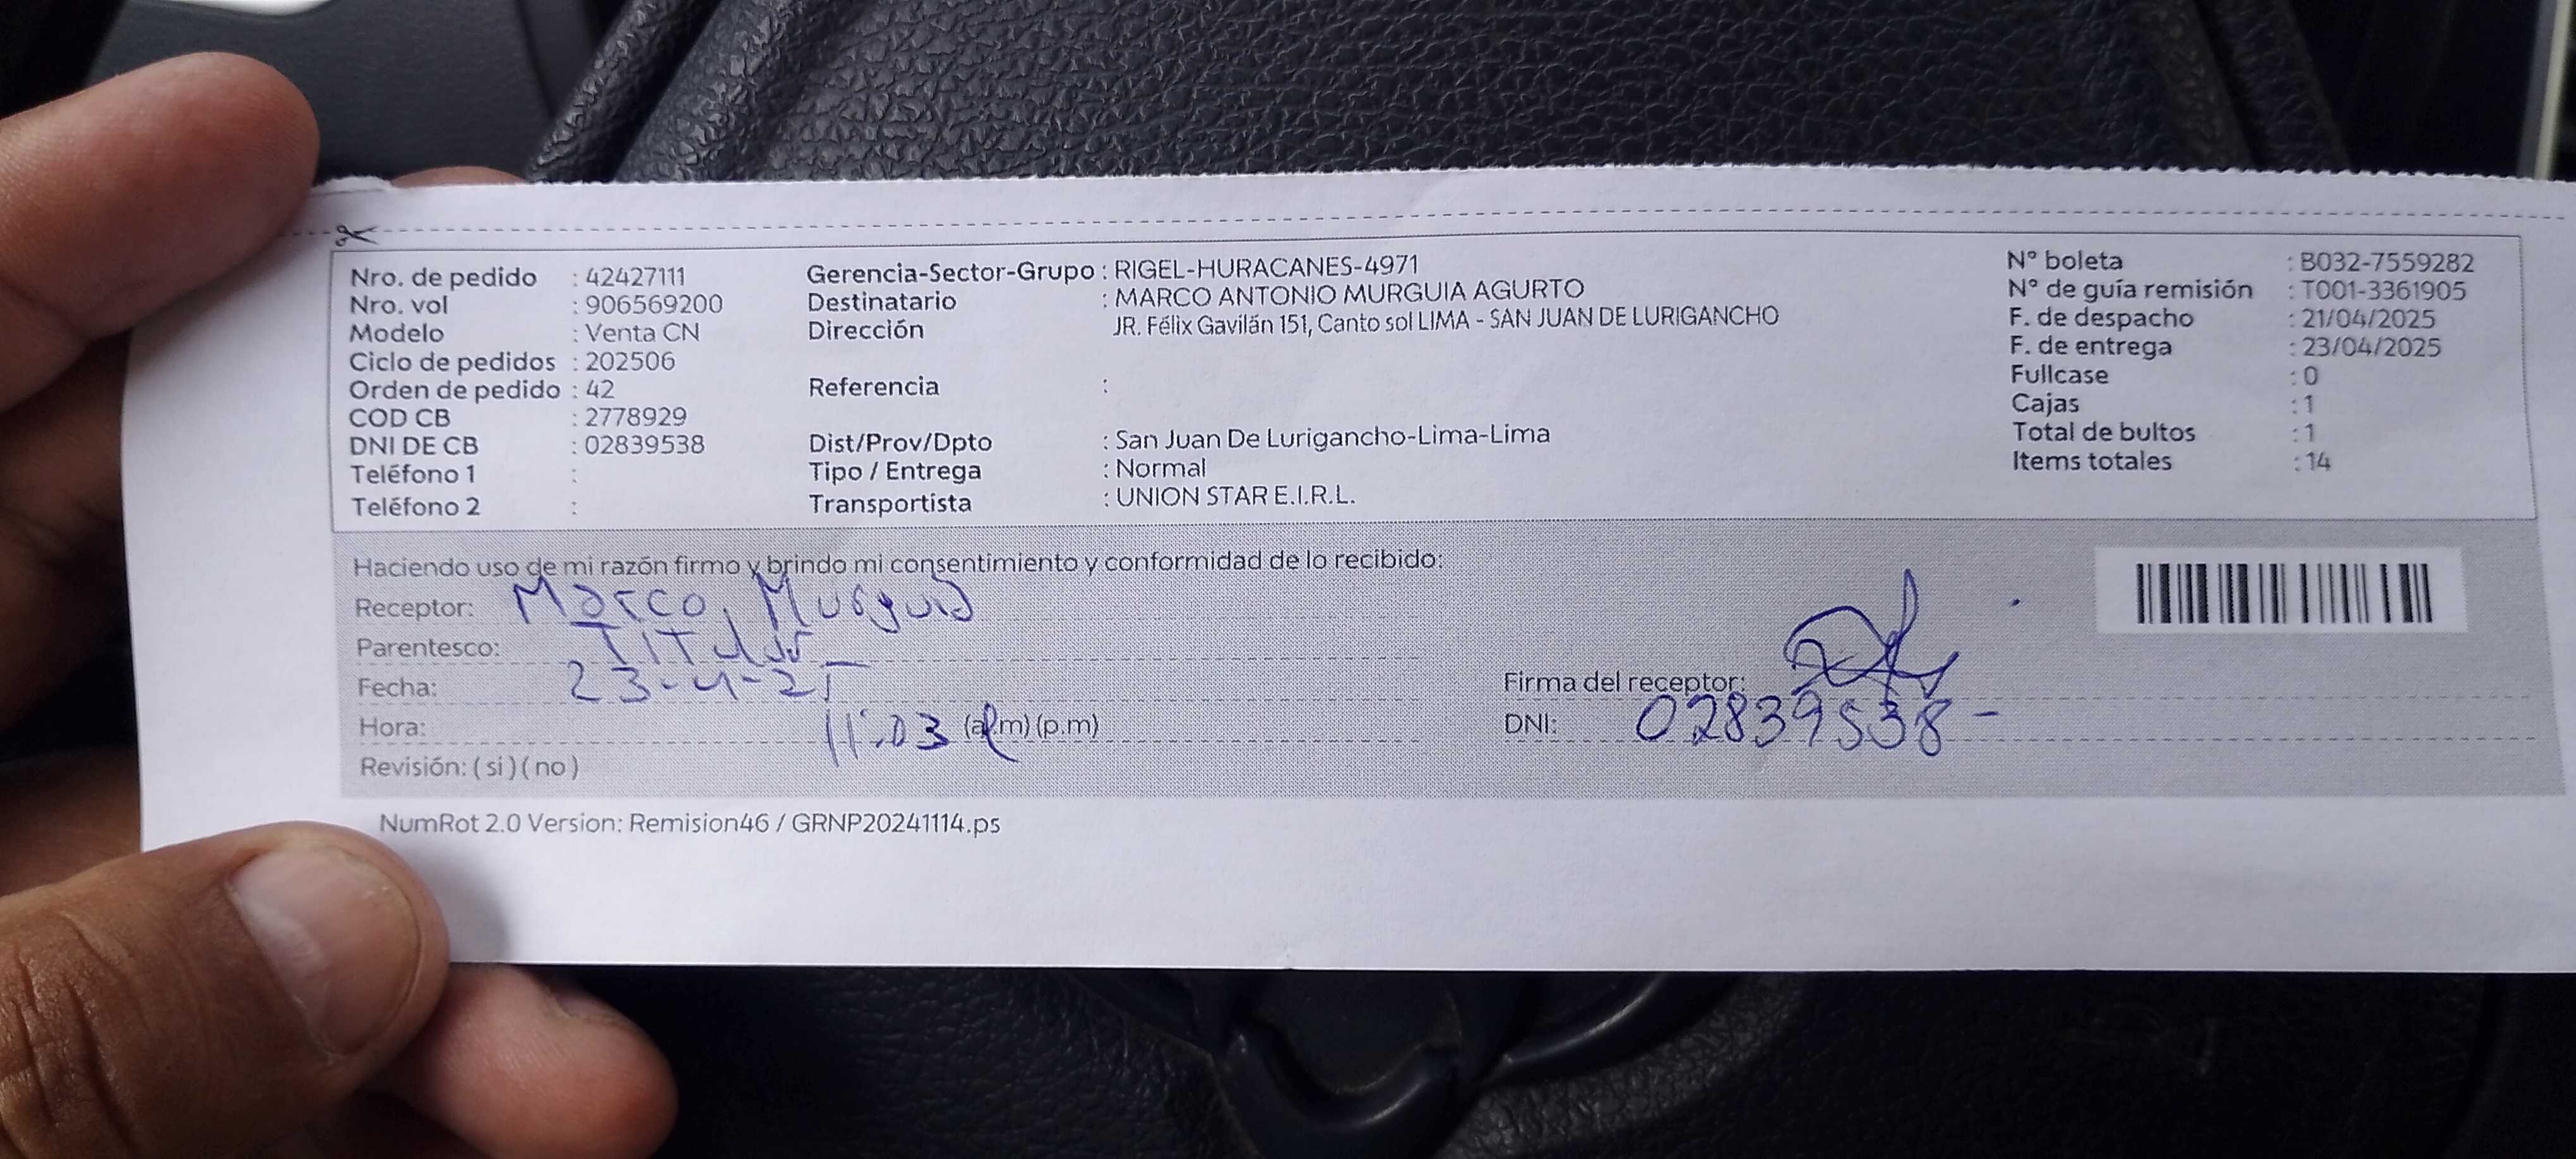 Nro. de pedido : 42427111
Nro. vol : 906569200
Modelo : Venta CN
Ciclo de pedidos : 202506
Orden de pedido : 42
COD CB : 2778929
DNI DE CB : 02839538
Teléfono 1 :
Teléfono 2 :
Gerencia-Sector-Grupo : RIGEL-HURACANES-4971
Destinatario : MARCO ANTONIO MURGUIA AGURTO
Dirección JR. Félix Gavilán 151, Canto sol LIMA - SAN JUAN DE LURIGANCHO
Referencia :
Dist/Prov/Dpto : San Juan De Lurigancho-Lima-Lima
Tipo / Entrega : Normal
Transportista : UNION STAR E.I.R.L.
N° boleta : B032-7559282
N° de guía remisión : T001-3361905
F. de despacho : 21/04/2025
F. de entrega : 23/04/2025
Fullcase : 0
Cajas : 1
Total de bultos : 1
Items totales : 14
Haciendo uso de mi razón firmo y brindo mi consentimiento y conformidad de lo recibido:
Receptor: Marco, Murguia
Parentesco: TITular
Fecha: 23-4-25
Hora: 11:03 (a.m) (p.m)
Revisión: ( si ) ( no )
Firma del receptor:
DNI: 02839538-
NumRot 2.0 Version: Remision46 / GRNP20241114.ps